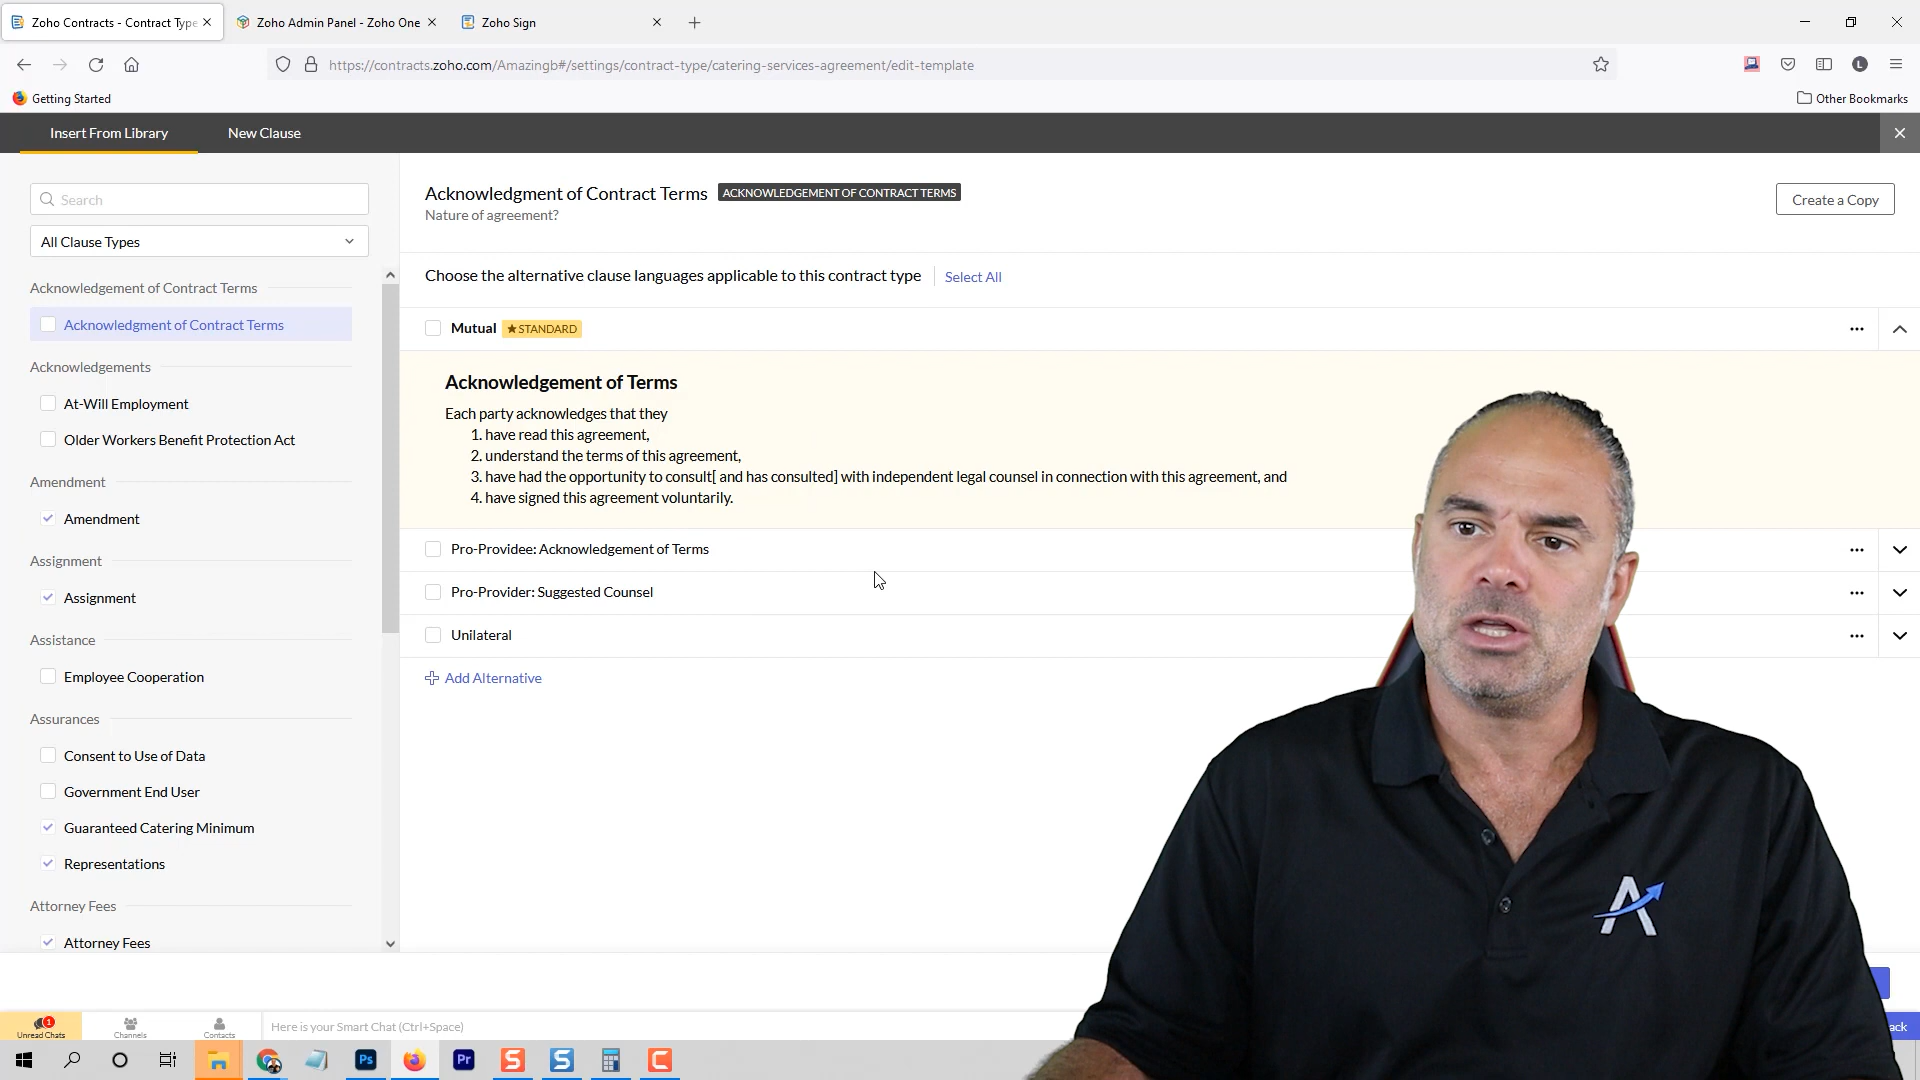 Zoho Contracts - Contract Type
Zoho Admin Panel - Zoho One
Zoho Sign
https://contracts.zoho.com/Amazingb#/settings/contract-type/catering-services-agreement/edit-template
L
Getting Started
Other Bookmarks
Insert From Library
New Clause
Search
All Clause Types
Acknowledgement of Contract Terms
Acknowledgment of Contract Terms
Acknowledgements
At-Will Employment
Older Workers Benefit Protection Act
Amendment
Amendment
Assignment
Assignment
Assistance
Employee Cooperation
Assurances
Consent to Use of Data
Government End User
Guaranteed Catering Minimum
Representations
Attorney Fees
Attorney Fees
Acknowledgment of Contract Terms
ACKNOWLEDGEMENT OF CONTRACT TERMS
Nature of agreement?
Create a Copy
Choose the alternative clause languages applicable to this contract type
Select All
Mutual
STANDARD
Acknowledgement of Terms
Each party acknowledges that they
1. have read this agreement,
2. understand the terms of this agreement,
3. have had the opportunity to consult[ and has consulted] with independent legal counsel in connection with this agreement, and
4. have signed this agreement voluntarily.
Pro-Providee: Acknowledgement of Terms
Pro-Provider: Suggested Counsel
Unilateral
Add Alternative
1
Unread Chats
Channels
Contacts
Here is your Smart Chat (Ctrl+Space)
Ps
Pr
S
S
C